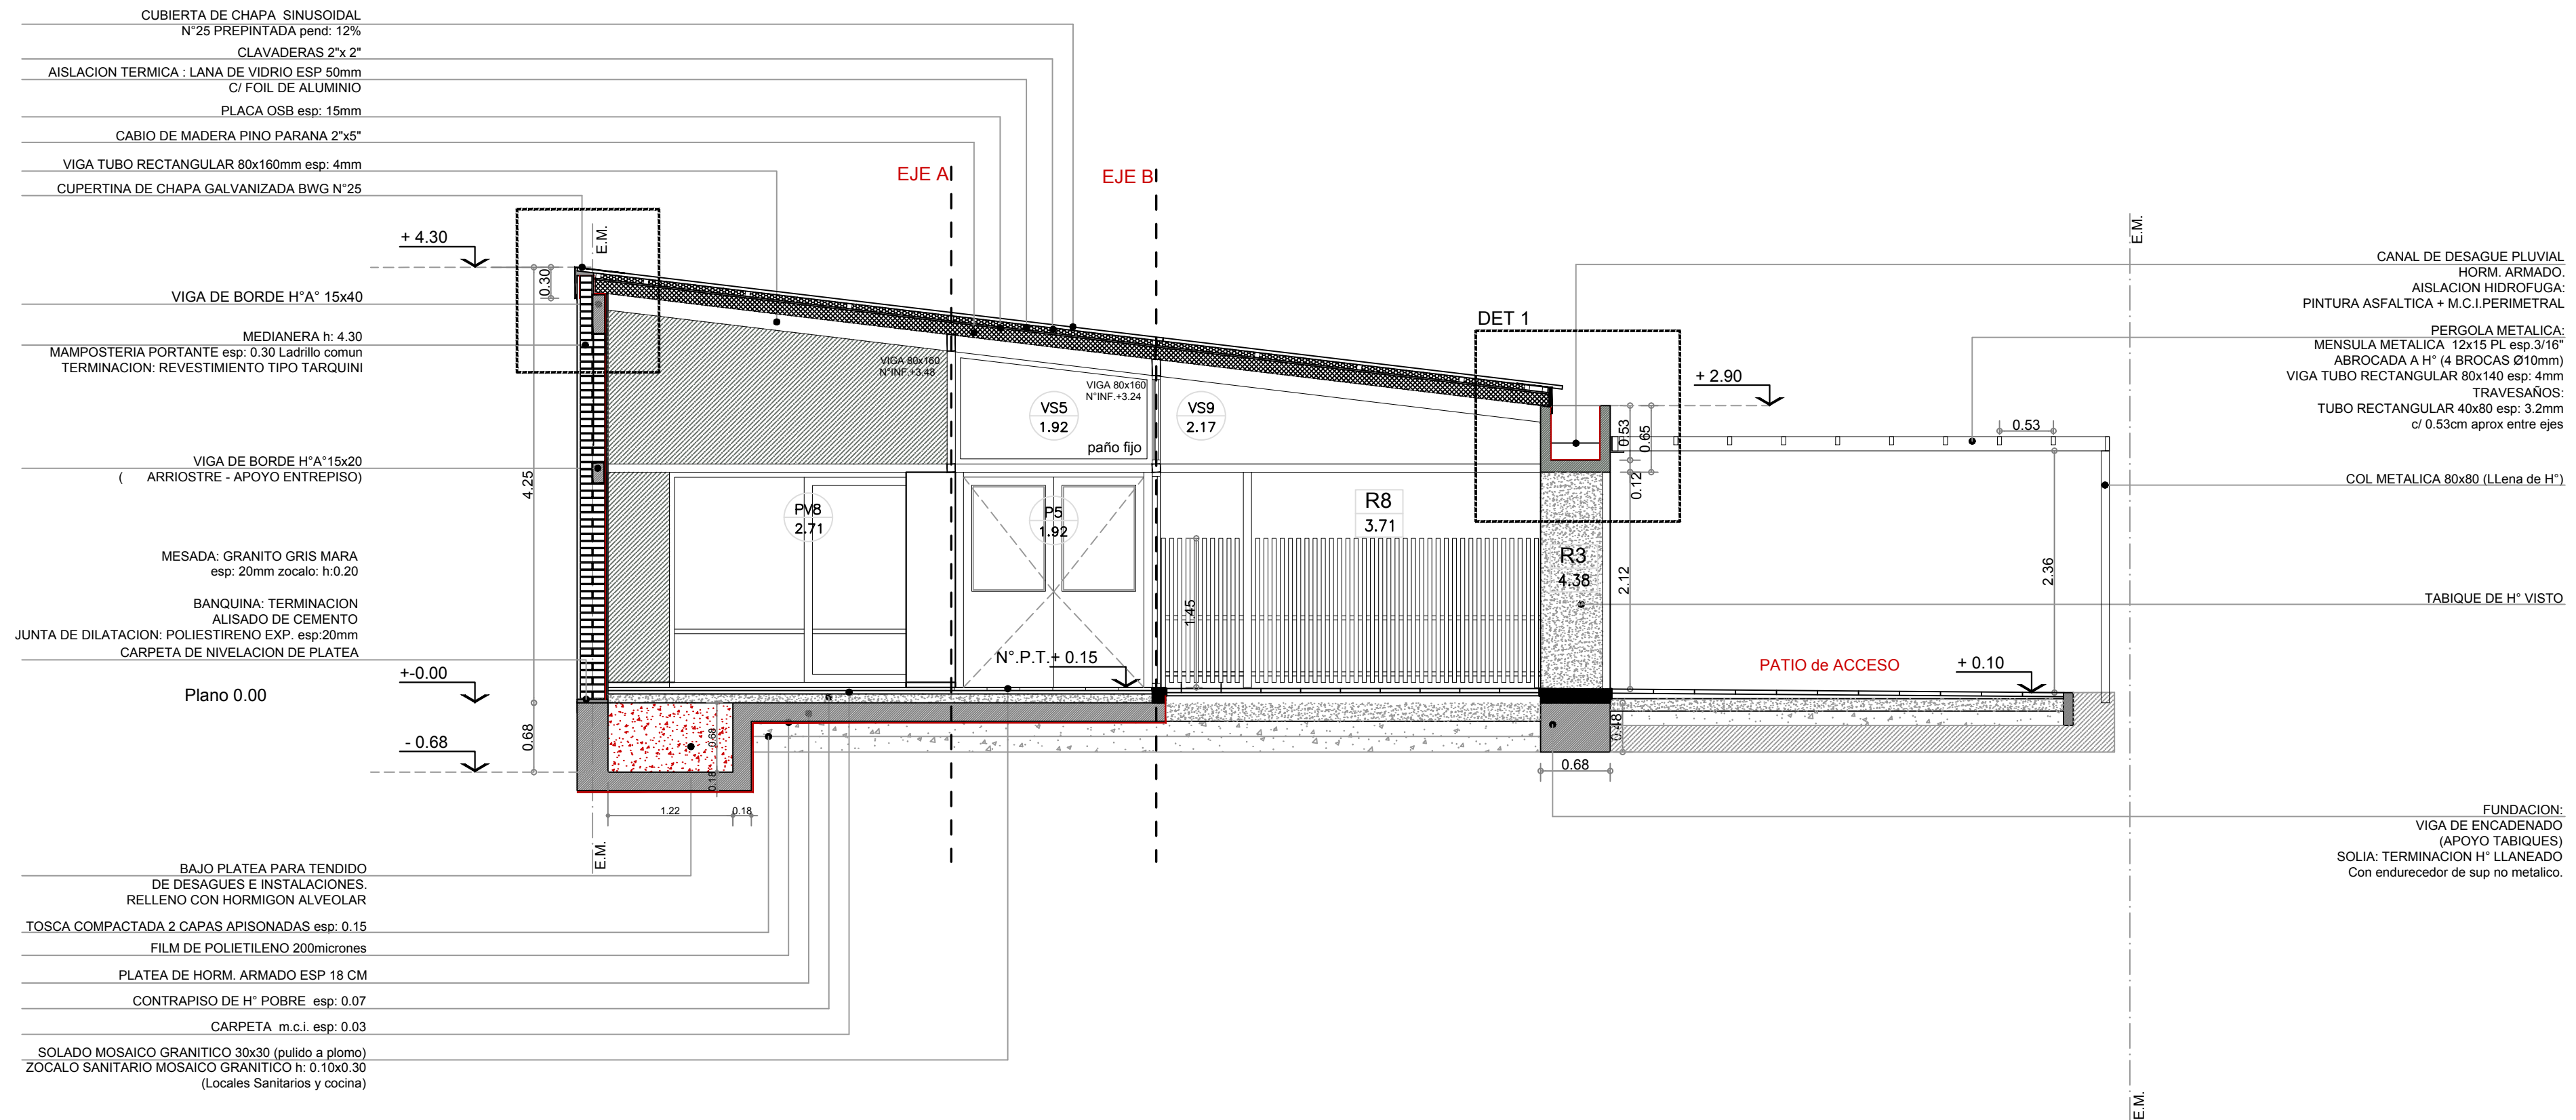 CUBIERTA DE CHAPA SINUSOIDAL
N°25 PREPINTADA pend: 12%
CLAVADERAS 2"x 2"
AISLACION TERMICA : LANA DE VIDRIO ESP 50mm
C/ FOIL DE ALUMINIO
PLACA OSB esp: 15mm
CABIO DE MADERA PINO PARANA 2"x5"
VIGA TUBO RECTANGULAR 80x160mm esp: 4mm
CUPERTINA DE CHAPA GALVANIZADA BWG N°25
VIGA DE BORDE H°A° 15x40
MEDIANERA h: 4.30
MAMPOSTERIA PORTANTE esp: 0.30 Ladrillo comun
TERMINACION: REVESTIMIENTO TIPO TARQUINI
VIGA DE BORDE H°A°15x20
( ARRIOSTRE - APOYO ENTREPISO)
MESADA: GRANITO GRIS MARA
esp: 20mm zocalo: h:0.20
BANQUINA: TERMINACION
ALISADO DE CEMENTO
JUNTA DE DILATACION: POLIESTIRENO EXP. esp:20mm
CARPETA DE NIVELACION DE PLATEA
Plano 0.00
BAJO PLATEA PARA TENDIDO
DE DESAGUES E INSTALACIONES.
RELLENO CON HORMIGON ALVEOLAR
TOSCA COMPACTADA 2 CAPAS APISONADAS esp: 0.15
FILM DE POLIETILENO 200micrones
PLATEA DE HORM. ARMADO ESP 18 CM
CONTRAPISO DE H° POBRE esp: 0.07
CARPETA m.c.i. esp: 0.03
SOLADO MOSAICO GRANITICO 30x30 (pulido a plomo)
ZOCALO SANITARIO MOSAICO GRANITICO h: 0.10x0.30
(Locales Sanitarios y cocina)
+ 4.30
+-0.00
- 0.68
4.25
0.68
0.30
E.M.
E.M.
EJE A
EJE B
VIGA 80x160
N°INF.+3.48
VIGA 80x160
N°INF.+3.24
VS5
1.92
paño fijo
VS9
2.17
PV8
2.71
P5
1.92
R8
3.71
R3
4.38
1.45
N°.P.T.+ 0.15
0.68
0.18
1.22
0.18
DET 1
+ 2.90
0.53
0.65
0.12
2.12
0.48
0.68
0.53
2.36
PATIO de ACCESO
+ 0.10
E.M.
E.M.
CANAL DE DESAGUE PLUVIAL
HORM. ARMADO.
AISLACION HIDROFUGA:
PINTURA ASFALTICA + M.C.I.PERIMETRAL
PERGOLA METALICA:
MENSULA METALICA 12x15 PL esp.3/16"
ABROCADA A H° (4 BROCAS Ø10mm)
VIGA TUBO RECTANGULAR 80x140 esp: 4mm
TRAVESAÑOS:
TUBO RECTANGULAR 40x80 esp: 3.2mm
c/ 0.53cm aprox entre ejes
COL METALICA 80x80 (LLena de H°)
TABIQUE DE H° VISTO
FUNDACION:
VIGA DE ENCADENADO
(APOYO TABIQUES)
SOLIA: TERMINACION H° LLANEADO
Con endurecedor de sup no metalico.